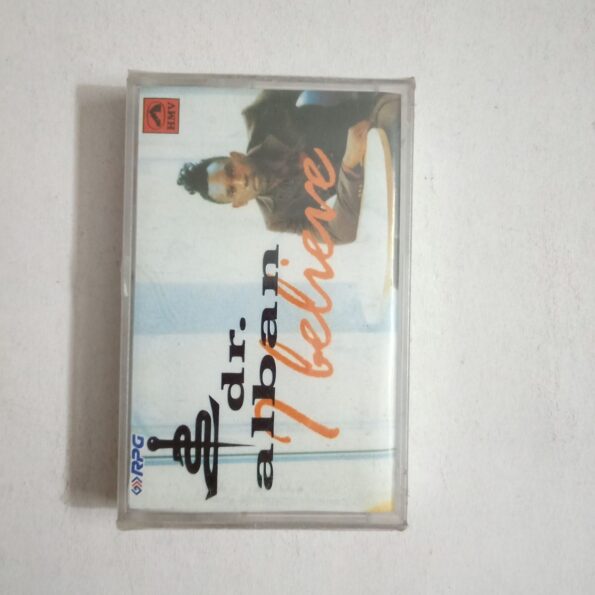 RPG
HMV
dr.
alban
I believe